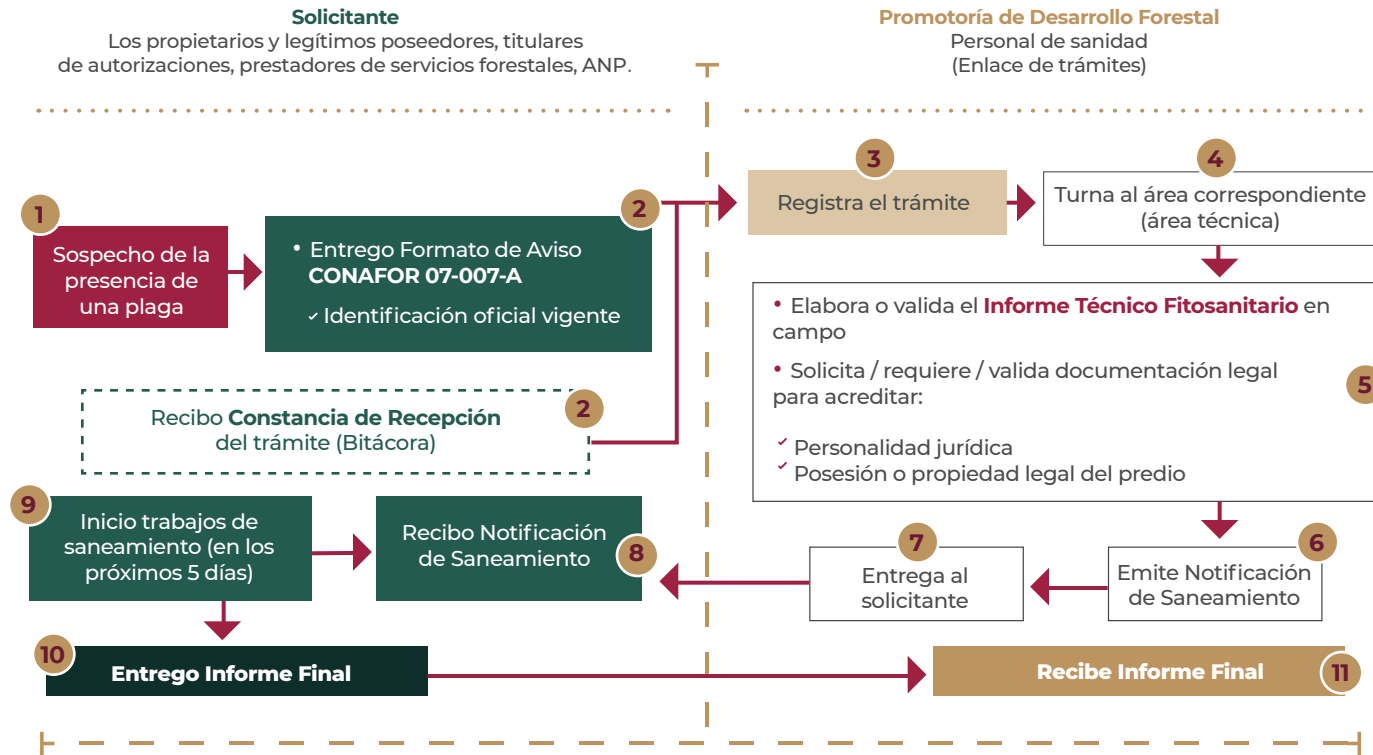 Solicitante
Los propietarios y legítimos poseedores, titulares
de autorizaciones, prestadores de servicios forestales, ANP.
Promotoría de Desarrollo Forestal
Personal de sanidad
(Enlace de trámites)
1
Sospecho de la
presencia de
una plaga
2
• Entrego Formato de Aviso
CONAFOR 07-007-A
✓ Identificación oficial vigente
2
Recibo Constancia de Recepción
del trámite (Bitácora)
3
Registra el trámite
4
Turna al área correspondiente
(área técnica)
5
• Elabora o valida el Informe Técnico Fitosanitario en
campo
• Solicita / requiere / valida documentación legal
para acreditar:
✓ Personalidad jurídica
✓ Posesión o propiedad legal del predio
6
Emite Notificación
de Saneamiento
7
Entrega al
solicitante
8
Recibo Notificación
de Saneamiento
9
Inicio trabajos de
saneamiento (en los
próximos 5 días)
10
Entrego Informe Final
11
Recibe Informe Final